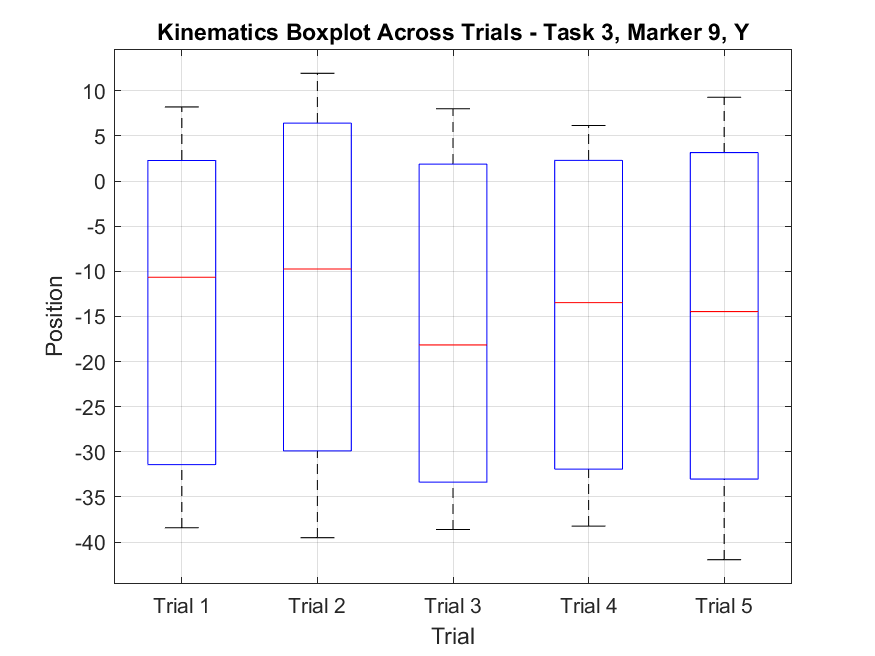 Kinematics Boxplot Across Trials - Task 3, Marker 9, Y
10
5
0
-5
-10
-15
-20
-25
-30
-35
-40
Position
Trial 1 Trial 2 Trial 3 Trial 4 Trial 5
Trial